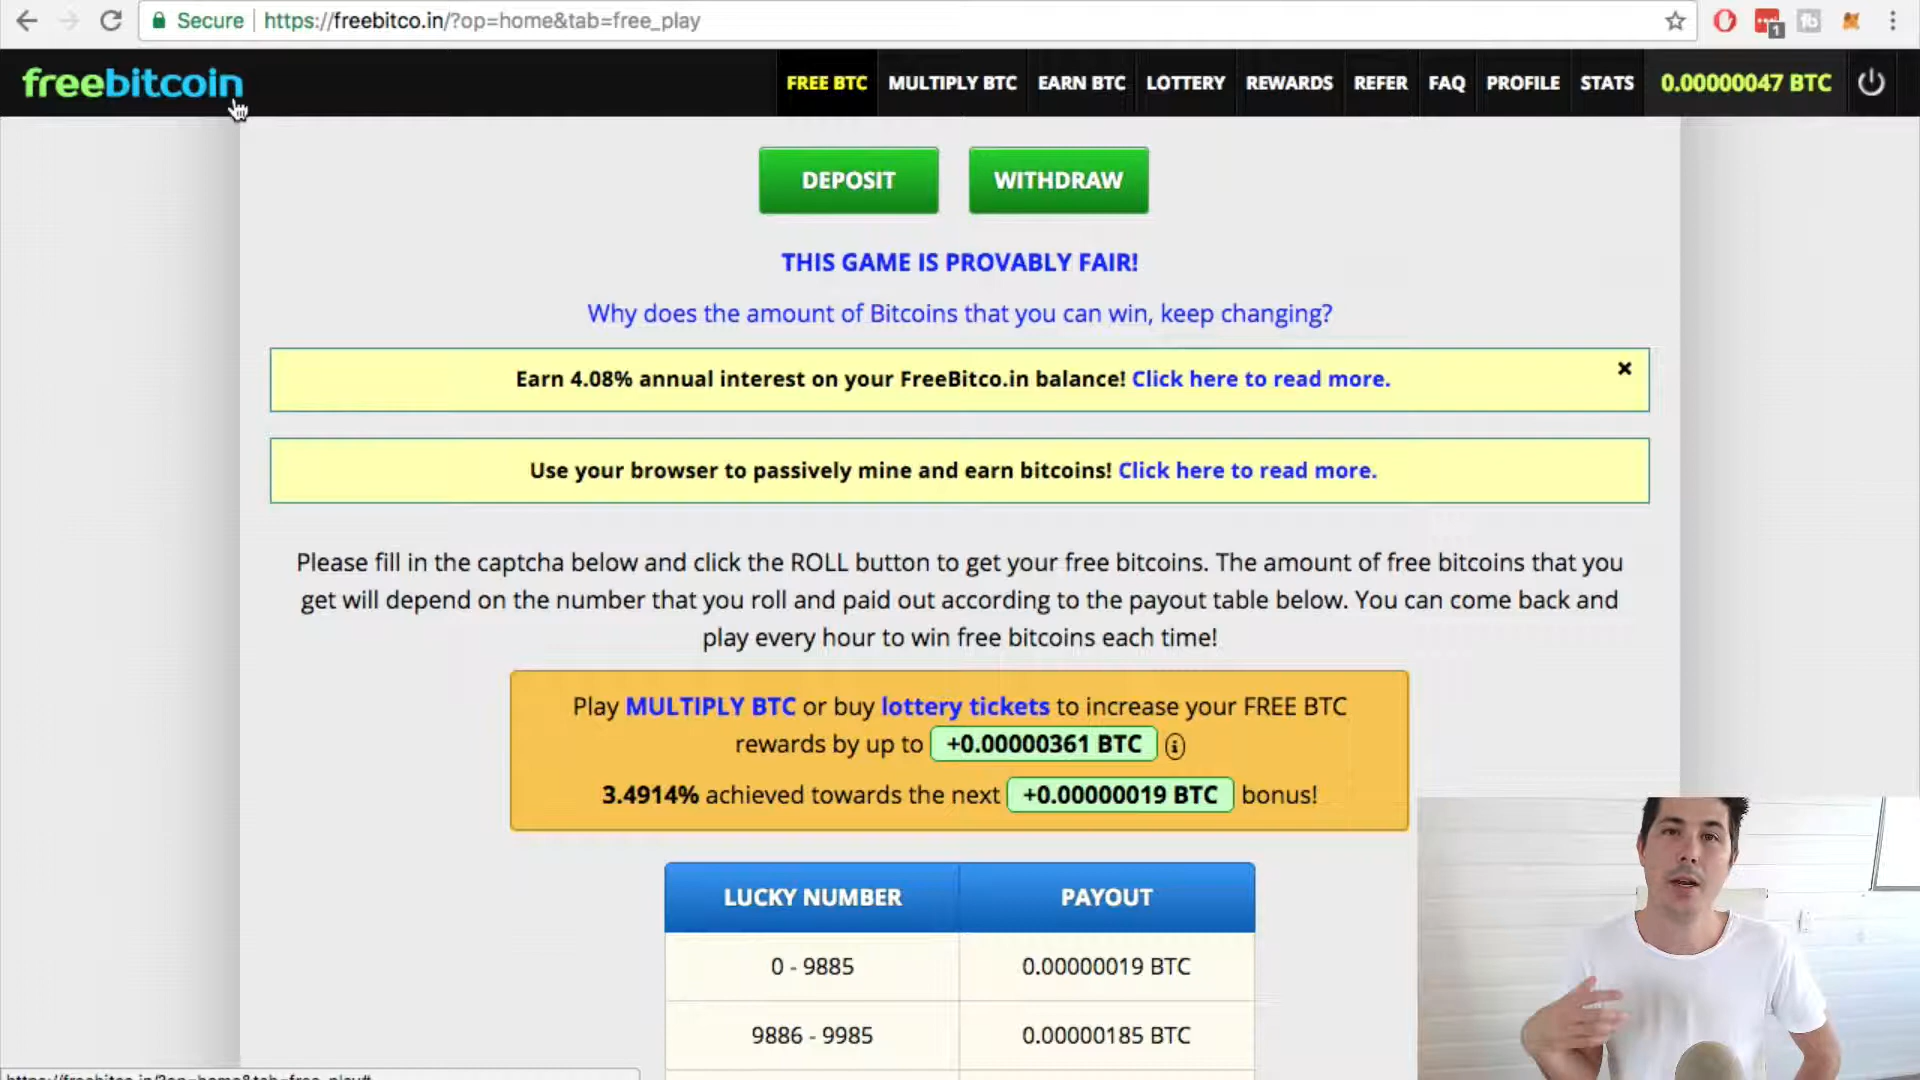 Secure https://freebitco.in/?op=home&tab=free_play
1
freebitcoin
FREE BTC MULTIPLY BTC EARN BTC LOTTERY REWARDS REFER FAQ PROFILE STATS 0.00000047 BTC
DEPOSIT WITHDRAW
THIS GAME IS PROVABLY FAIR!
Why does the amount of Bitcoins that you can win, keep changing?
Earn 4.08% annual interest on your FreeBitco.in balance! Click here to read more.
Use your browser to passively mine and earn bitcoins! Click here to read more.
Please fill in the captcha below and click the ROLL button to get your free bitcoins. The amount of free bitcoins that you
get will depend on the number that you roll and paid out according to the payout table below. You can come back and
play every hour to win free bitcoins each time!
Play MULTIPLY BTC or buy lottery tickets to increase your FREE BTC
rewards by up to +0.00000361 BTC
3.4914% achieved towards the next +0.00000019 BTC bonus!
LUCKY NUMBER PAYOUT
0 - 9885 0.00000019 BTC
9886 - 9985 0.00000185 BTC
https://freebitco.in/?op=home&tab=free_play#